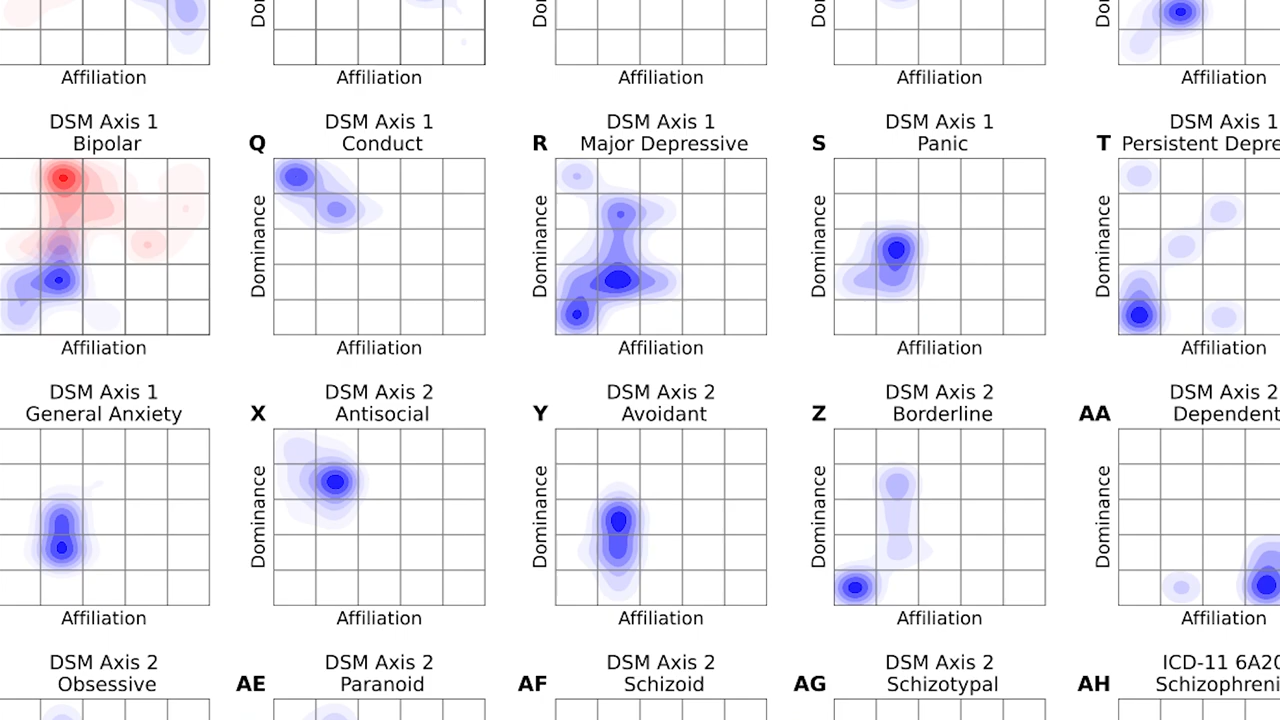 Affiliation Affiliation Affiliation Affiliation Affiliation
DSM Axis 1
Bipolar
Q
DSM Axis 1
Conduct
Dominance
R
DSM Axis 1
Major Depressive
Dominance
S
DSM Axis 1
Panic
Dominance
T
DSM Axis 1
Persistent Depre
Dominance
Affiliation Affiliation Affiliation Affiliation Affiliation
DSM Axis 1
General Anxiety
X
DSM Axis 2
Antisocial
Dominance
Y
DSM Axis 2
Avoidant
Dominance
Z
DSM Axis 2
Borderline
Dominance
AA
DSM Axis 2
Dependent
Dominance
Affiliation Affiliation Affiliation Affiliation Affiliation
DSM Axis 2
Obsessive
AE
DSM Axis 2
Paranoid
AF
DSM Axis 2
Schizoid
AG
DSM Axis 2
Schizotypal
AH
ICD-11 6A20
Schizophreni